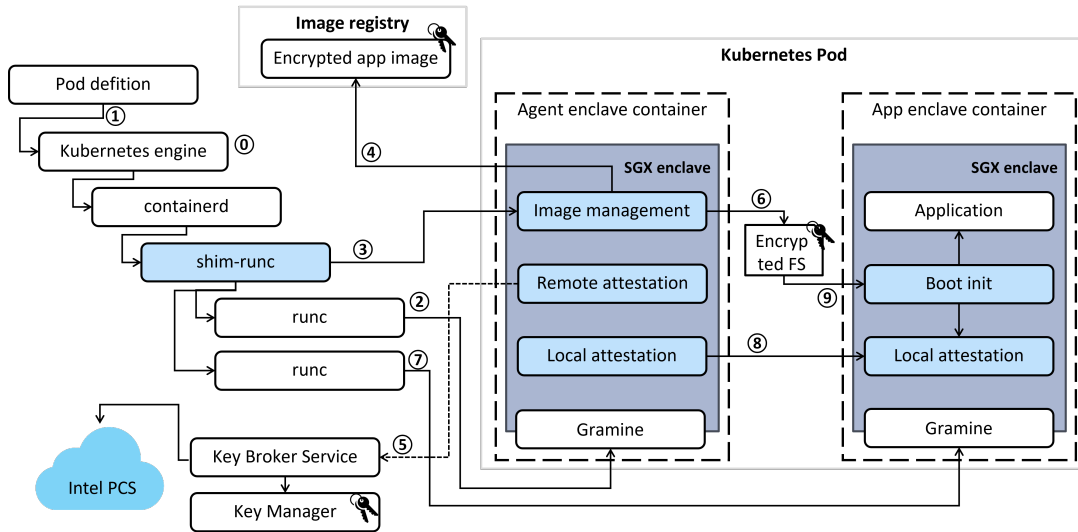 Image registry
Encrypted app image
Kubernetes Pod
Pod defition
①
Kubernetes engine
⓪
containerd
shim-runc
③
④
runc
②
runc
⑦
Agent enclave container
SGX enclave
Image management
Remote attestation
Local attestation
Gramine
⑥
Encryp
ted FS
⑨
⑧
App enclave container
SGX enclave
Application
Boot init
Local attestation
Gramine
⑤
Key Broker Service
Intel PCS
Key Manager